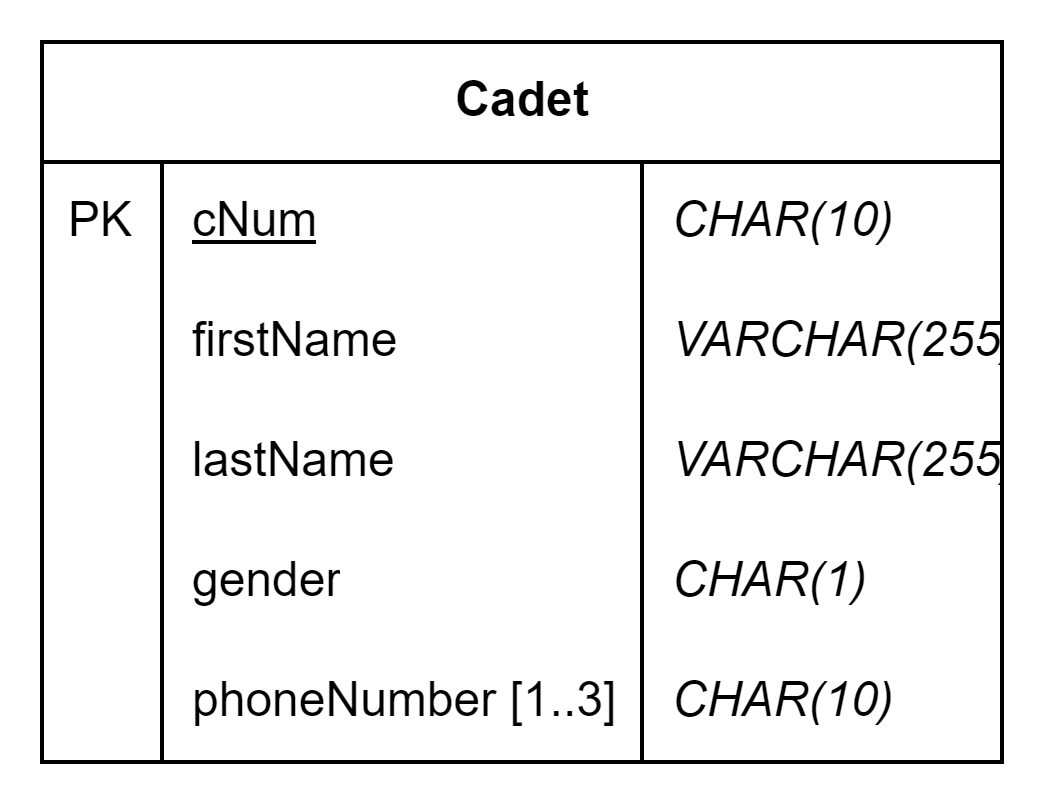 Cadet
PK cNum CHAR(10)
firstName VARCHAR(255)
lastName VARCHAR(255)
gender CHAR(1)
phoneNumber [1..3] CHAR(10)